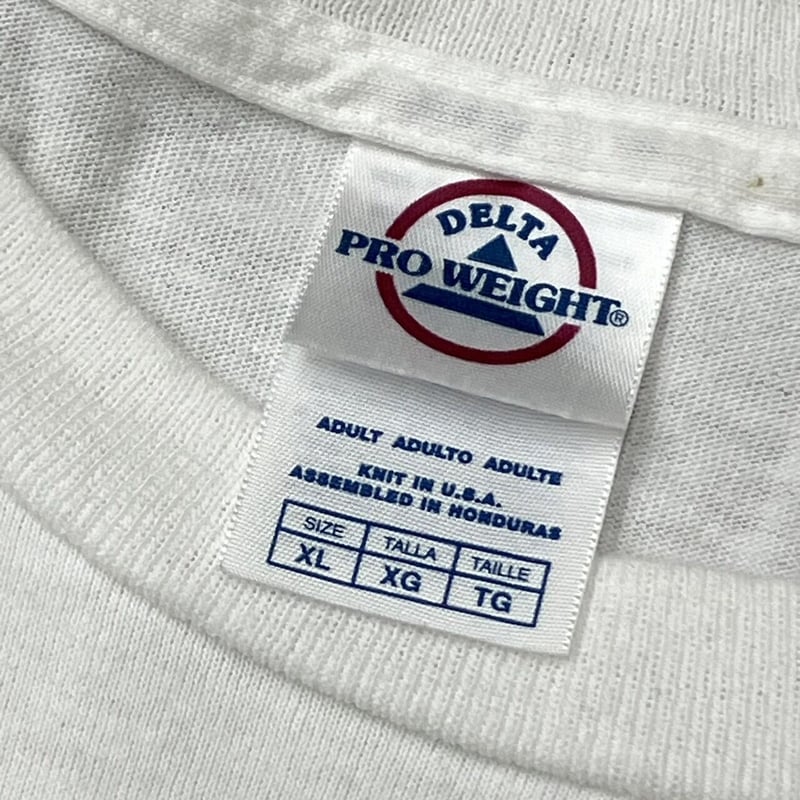 DELTA
PRO WEIGHT®
ADULT ADULTO ADULTE
KNIT IN U.S.A.
ASSEMBLED IN HONDURAS
SIZE TALLA TAILLE
XL XG TG